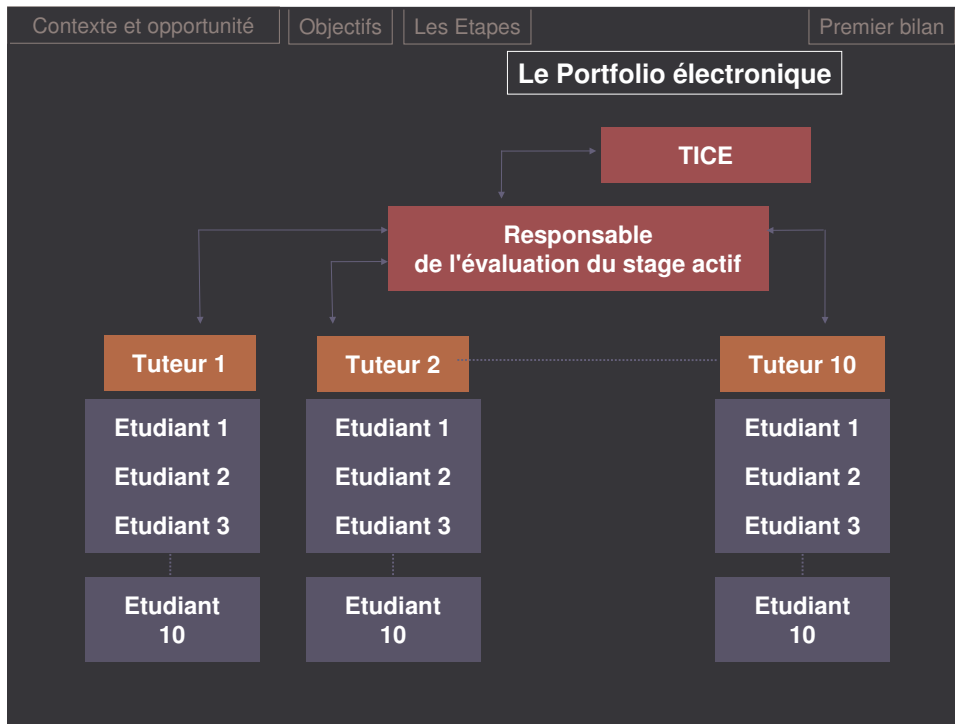 Contexte et opportunité
Objectifs
Les Etapes
Premier bilan
Le Portfolio électronique
TICE
Responsable
de l'évaluation du stage actif
Tuteur 1
Tuteur 2
Tuteur 10
Etudiant 1
Etudiant 2
Etudiant 3
Etudiant
10
Etudiant 1
Etudiant 2
Etudiant 3
Etudiant
10
Etudiant 1
Etudiant 2
Etudiant 3
Etudiant
10